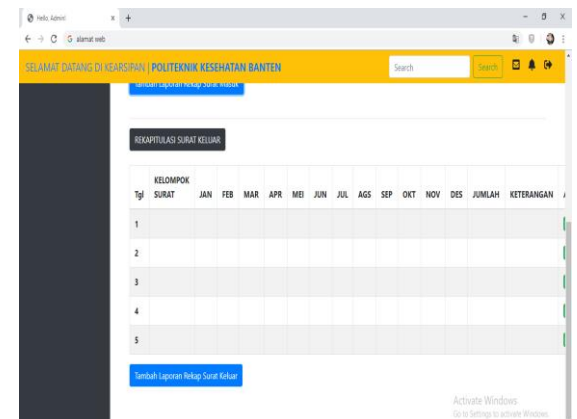 Hello, Admin!
alamat web
SELAMAT DATANG DI KEARSIPAN | POLITEKNIK KESEHATAN BANTEN
Search
Search
Tambah Laporan Rekap Surat Masuk
REKAPITULASI SURAT KELUAR
Tgl KELOMPOK SURAT JAN FEB MAR APR MEI JUN JUL AGS SEP OKT NOV DES JUMLAH KETERANGAN
1
2
3
4
5
Tambah Laporan Rekap Surat Keluar
Activate Windows
Go to Settings to activate Windows.